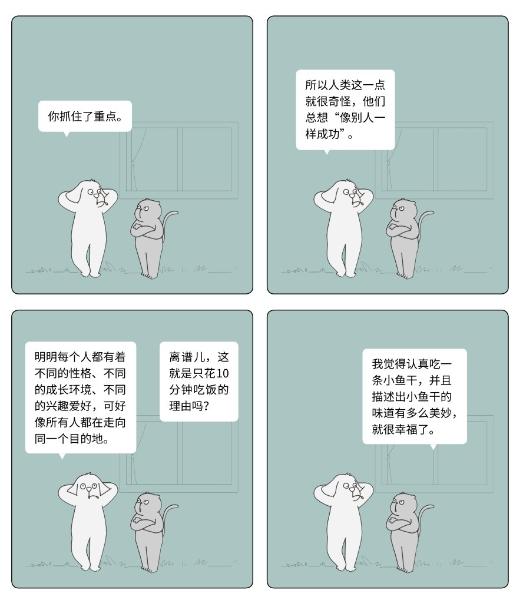 你抓住了重点。
所以人类这一点
就很奇怪，他们
总想“像别人一
样成功”。
明明每个人都有着
不同的性格、不同
的成长环境、不同
的兴趣爱好，可好
像所有人都在走向
同一个目的地。
离谱儿，这
就是只花10
分钟吃饭的
理由吗？
我觉得认真吃一
条小鱼干，并且
描述出小鱼干的
味道有多么美妙，
就很幸福了。